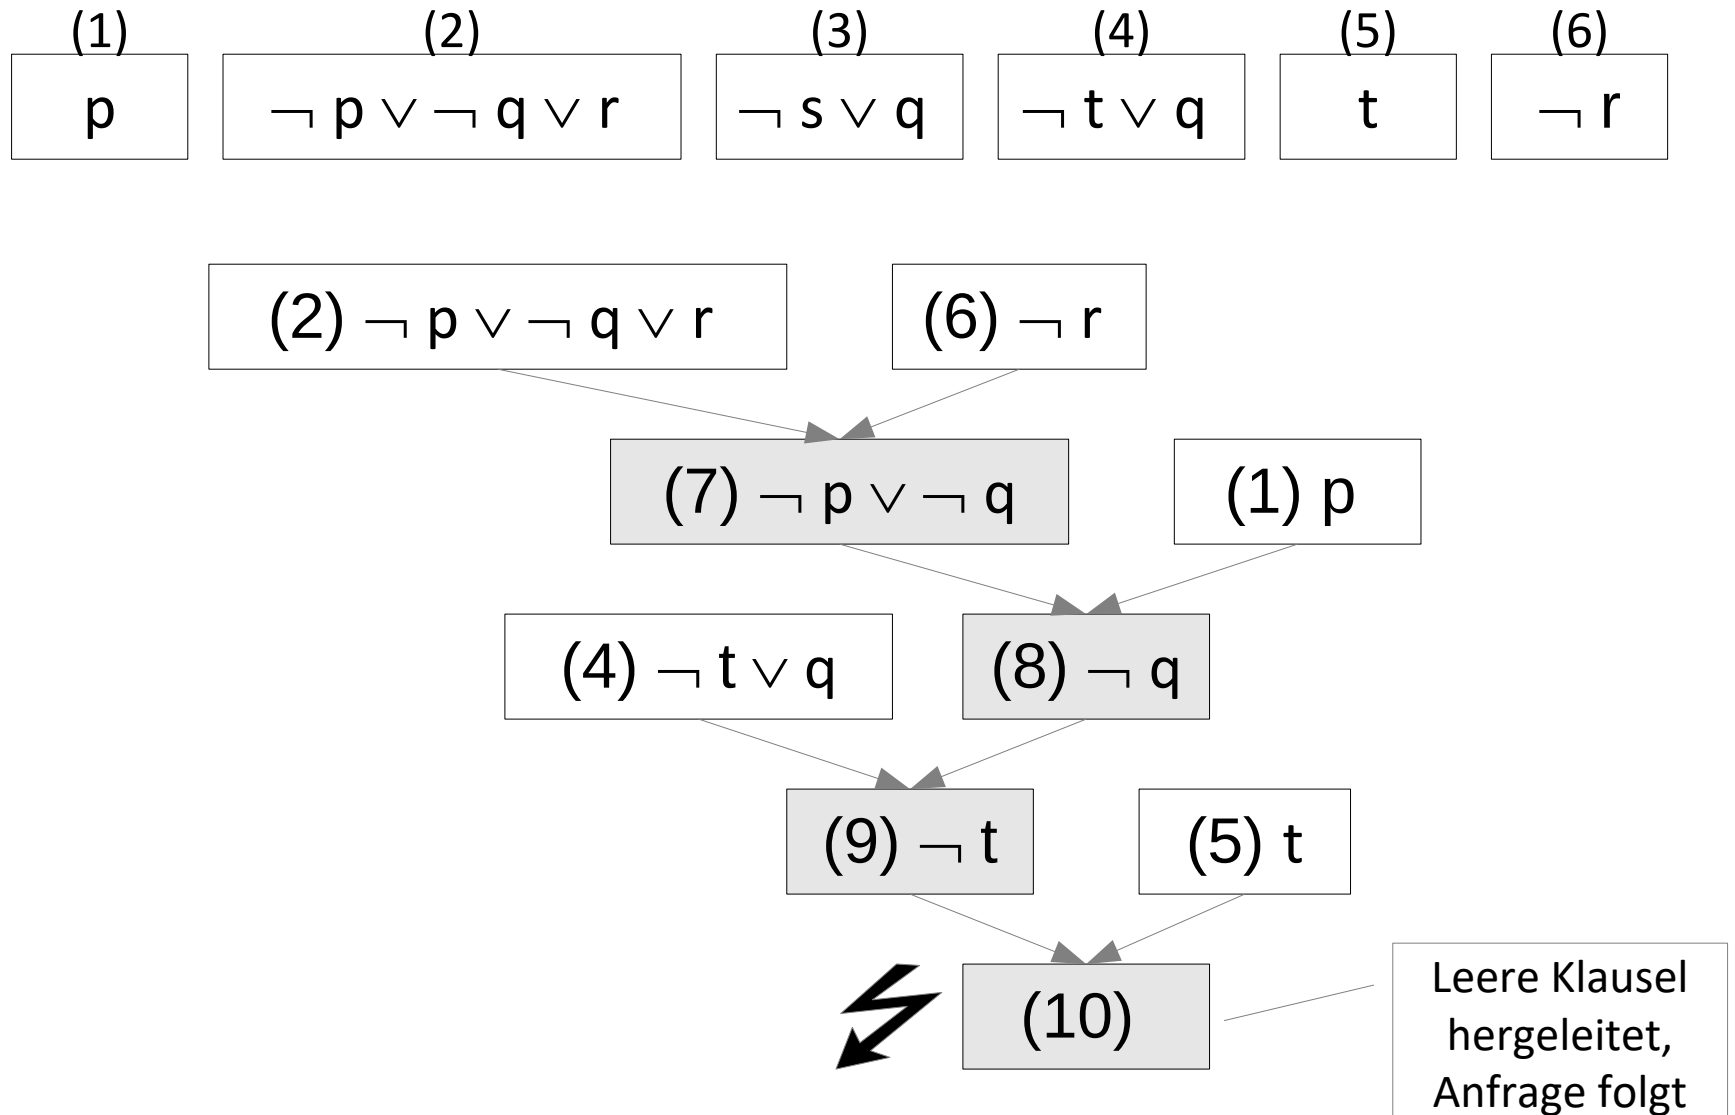 (1) (2) (3) (4) (5) (6)
p ¬ p ∨ ¬ q ∨ r ¬ s ∨ q ¬ t ∨ q t ¬ r
(2) ¬ p ∨ ¬ q ∨ r (6) ¬ r
(7) ¬ p ∨ ¬ q (1) p
(4) ¬ t ∨ q (8) ¬ q
(9) ¬ t (5) t
(10)
Leere Klausel
hergeleitet,
Anfrage folgt